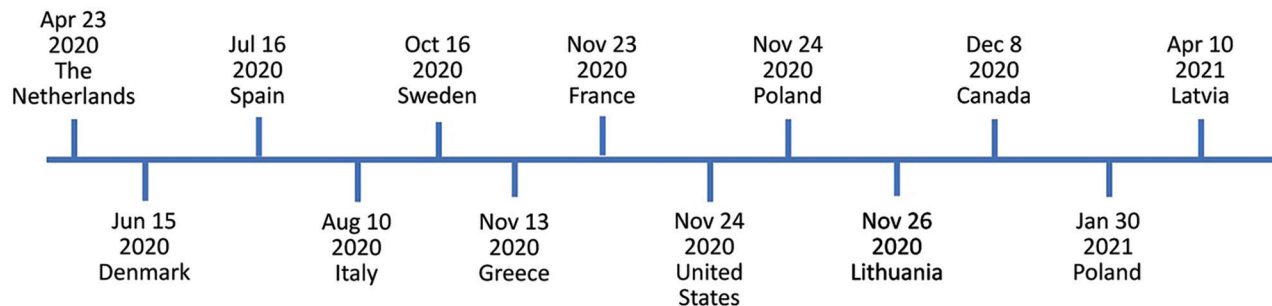 Apr 23
2020
The
Netherlands
Jun 15
2020
Denmark
Jul 16
2020
Spain
Aug 10
2020
Italy
Oct 16
2020
Sweden
Nov 13
2020
Greece
Nov 23
2020
France
Nov 24
2020
United
States
Nov 24
2020
Poland
Nov 26
2020
Lithuania
Dec 8
2020
Canada
Jan 30
2021
Poland
Apr 10
2021
Latvia